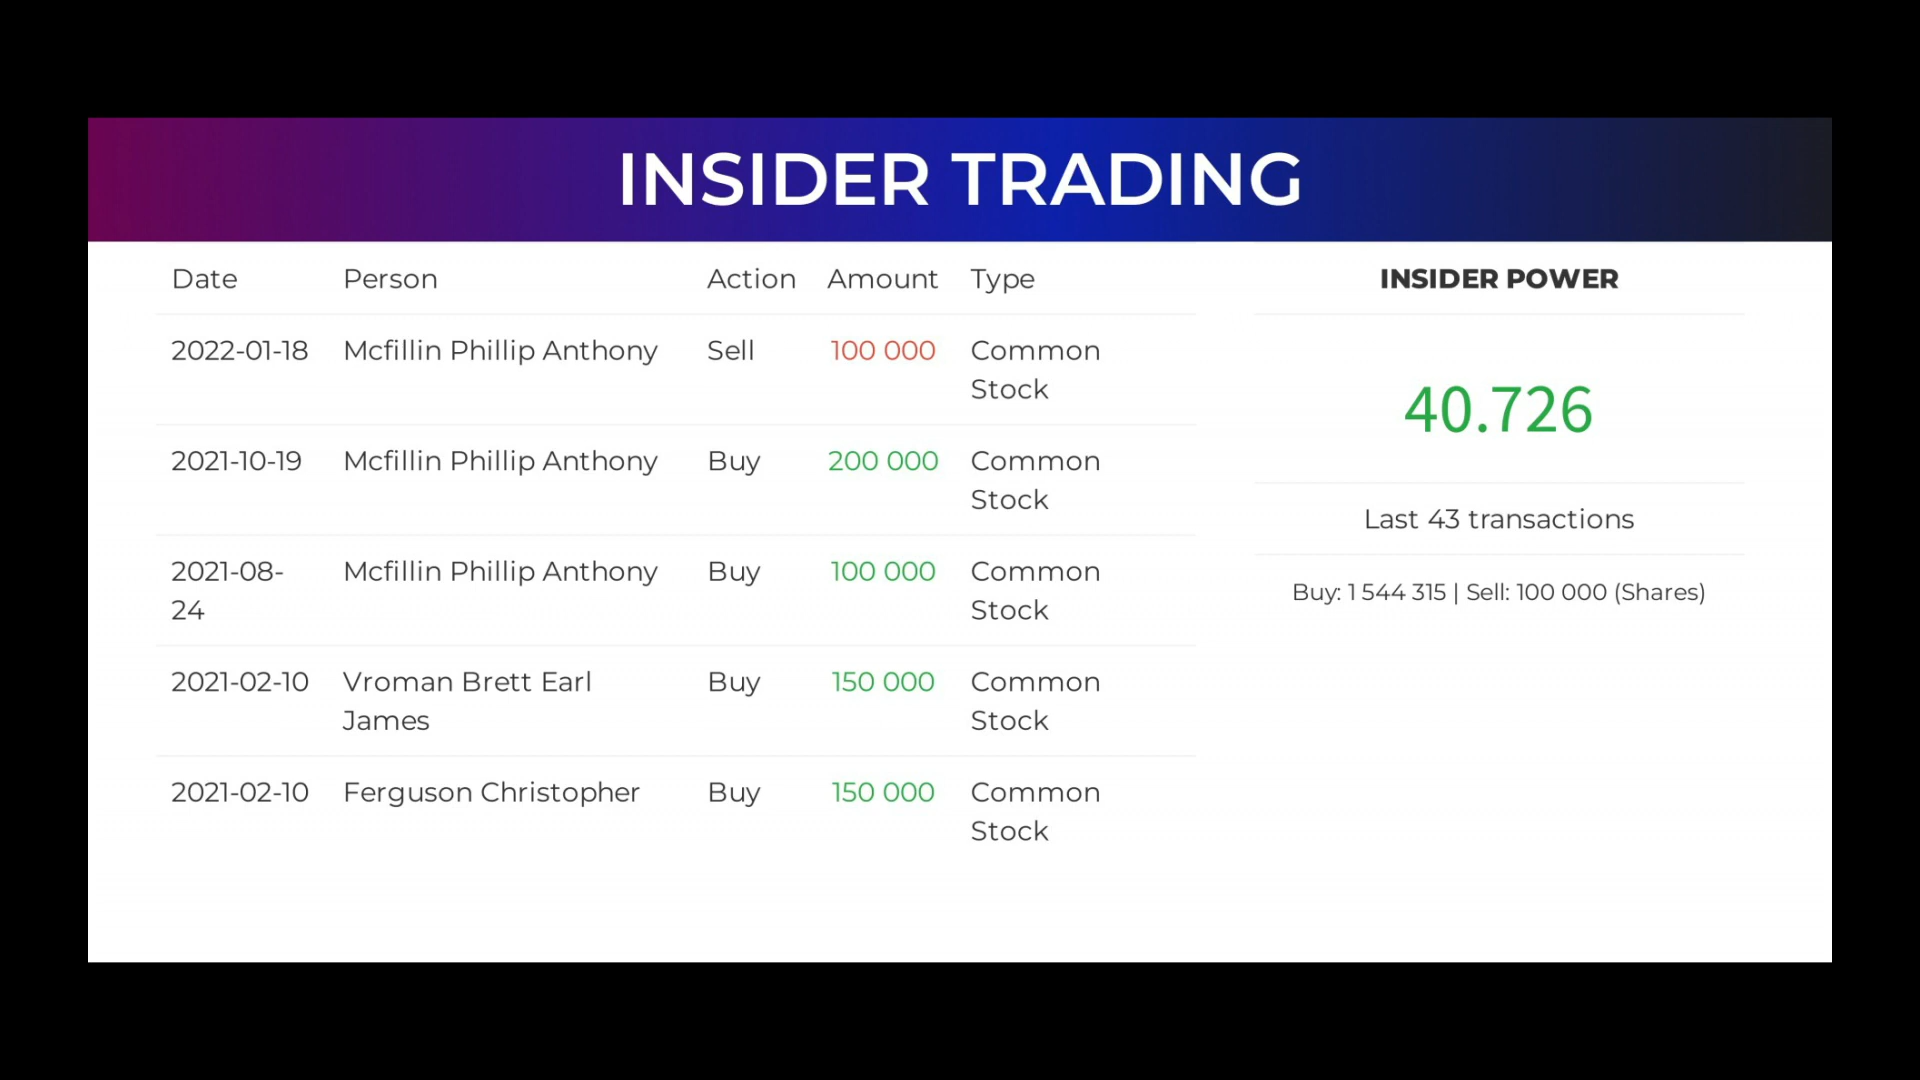 INSIDER TRADING
Date Person Action Amount Type
2022-01-18 Mcfillin Phillip Anthony Sell 100 000 Common
Stock
2021-10-19 Mcfillin Phillip Anthony Buy 200 000 Common
Stock
2021-08- Mcfillin Phillip Anthony Buy 100 000 Common
24 Stock
2021-02-10 Vroman Brett Earl Buy 150 000 Common
James Stock
2021-02-10 Ferguson Christopher Buy 150 000 Common
Stock
INSIDER POWER
40.726
Last 43 transactions
Buy: 1 544 315 | Sell: 100 000 (Shares)